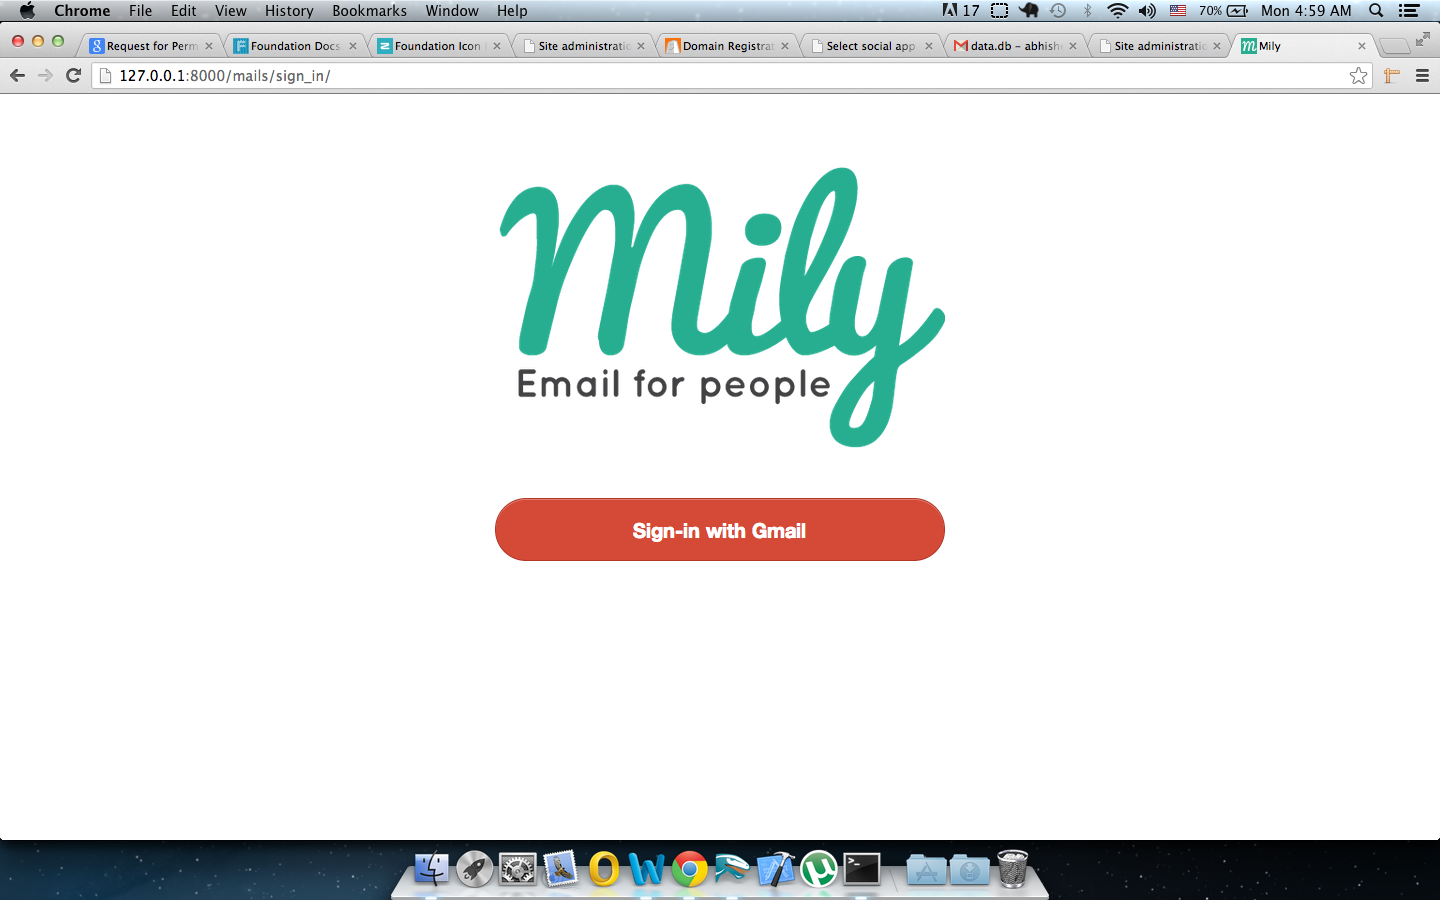 Chrome File Edit View History Bookmarks Window Help 17 70% Mon 4:59 AM
Request for Perm Foundation Docs Foundation Icon Site administratio Domain Registrat Select social app data.db – abhish Site administratio Mily
127.0.0.1:8000/mails/sign_in/
Mily
Email for people
Sign-in with Gmail